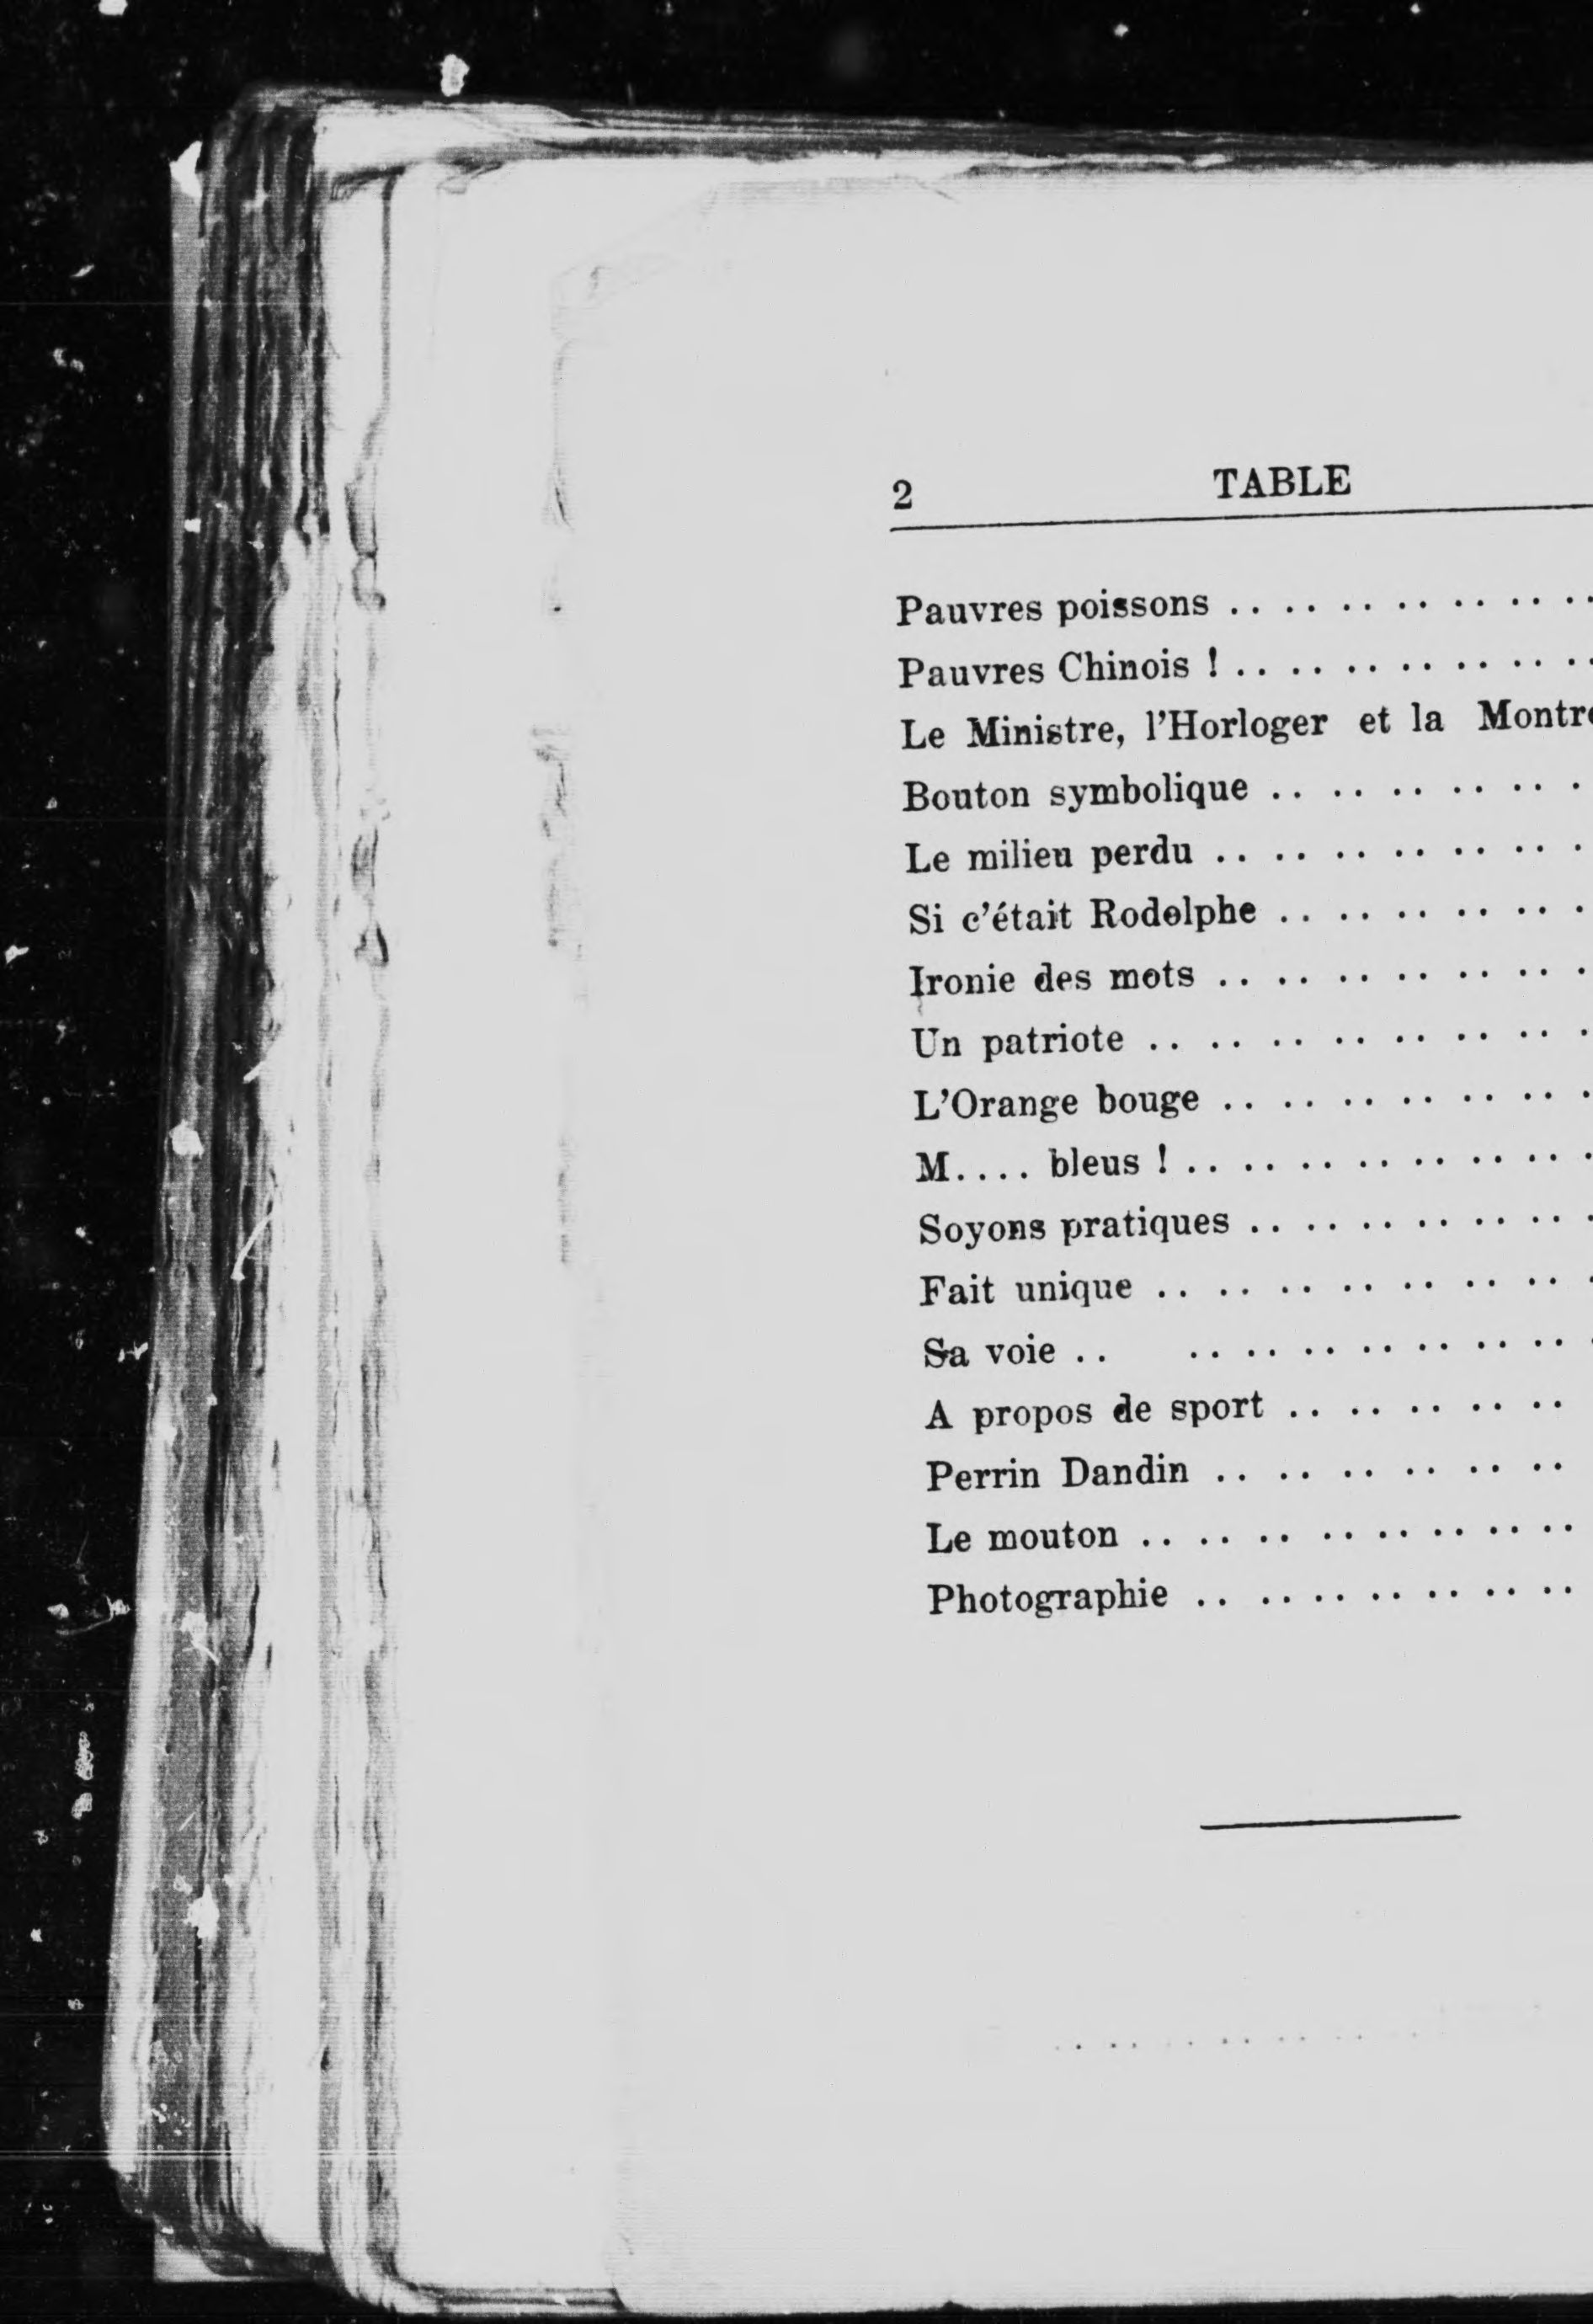 2 TABLE
Pauvres poissons . . . . . . . . . . . . . .
Pauvres Chinois ! . . . . . . . . . . . . . .
Le Ministre, l'Horloger et la Montre
Bouton symbolique . . . . . . . . . . .
Le milieu perdu . . . . . . . . . . . . .
Si c'était Rodolphe . . . . . . . . . . .
Ironie des mots . . . . . . . . . . . . .
Un patriote . . . . . . . . . . . . . . .
L'Orange bouge . . . . . . . . . . . . .
M.... bleus ! . . . . . . . . . . . . . . .
Soyons pratiques . . . . . . . . . . . . .
Fait unique . . . . . . . . . . . . . . .
Sa voie . . . . . . . . . . . . . . . . .
A propos de sport . . . . . . . . . .
Perrin Dandin . . . . . . . . . . . .
Le mouton . . . . . . . . . . . . . . .
Photographie . . . . . . . . . . . . . .